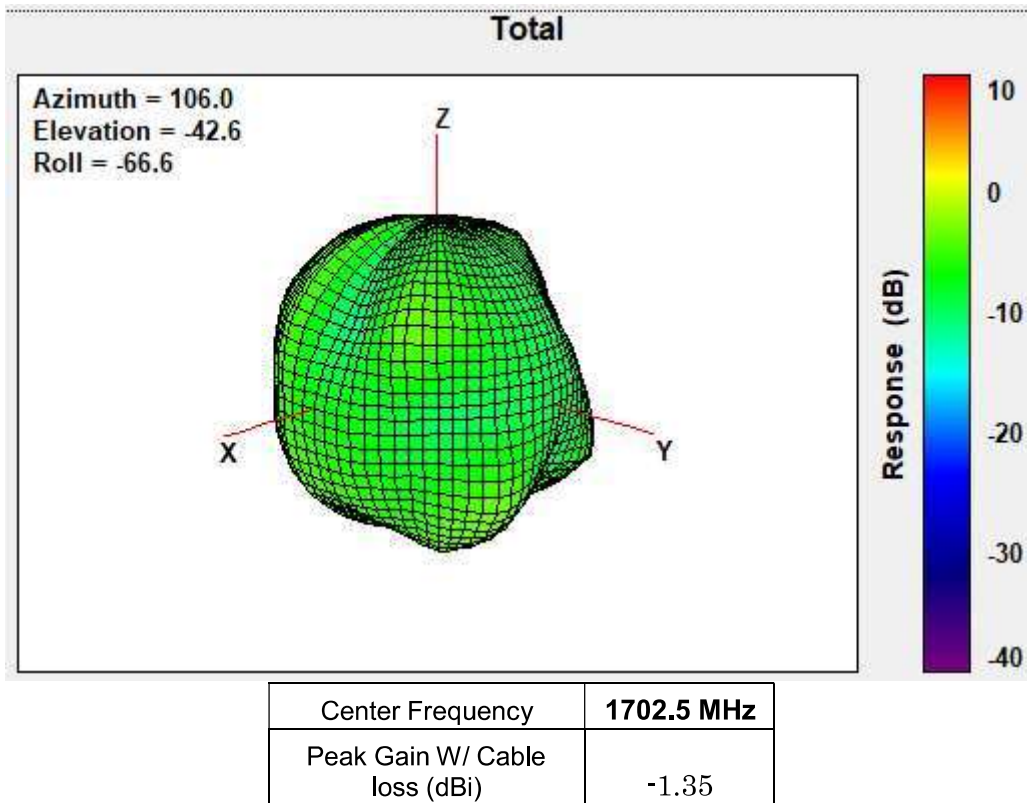 Total
Azimuth = 106.0
Elevation = -42.6
Roll = -66.6
Z
X
Y
Response (dB)
10
0
-10
-20
-30
-40
Center Frequency 1702.5 MHz
Peak Gain W/ Cable
loss (dBi) -1.35